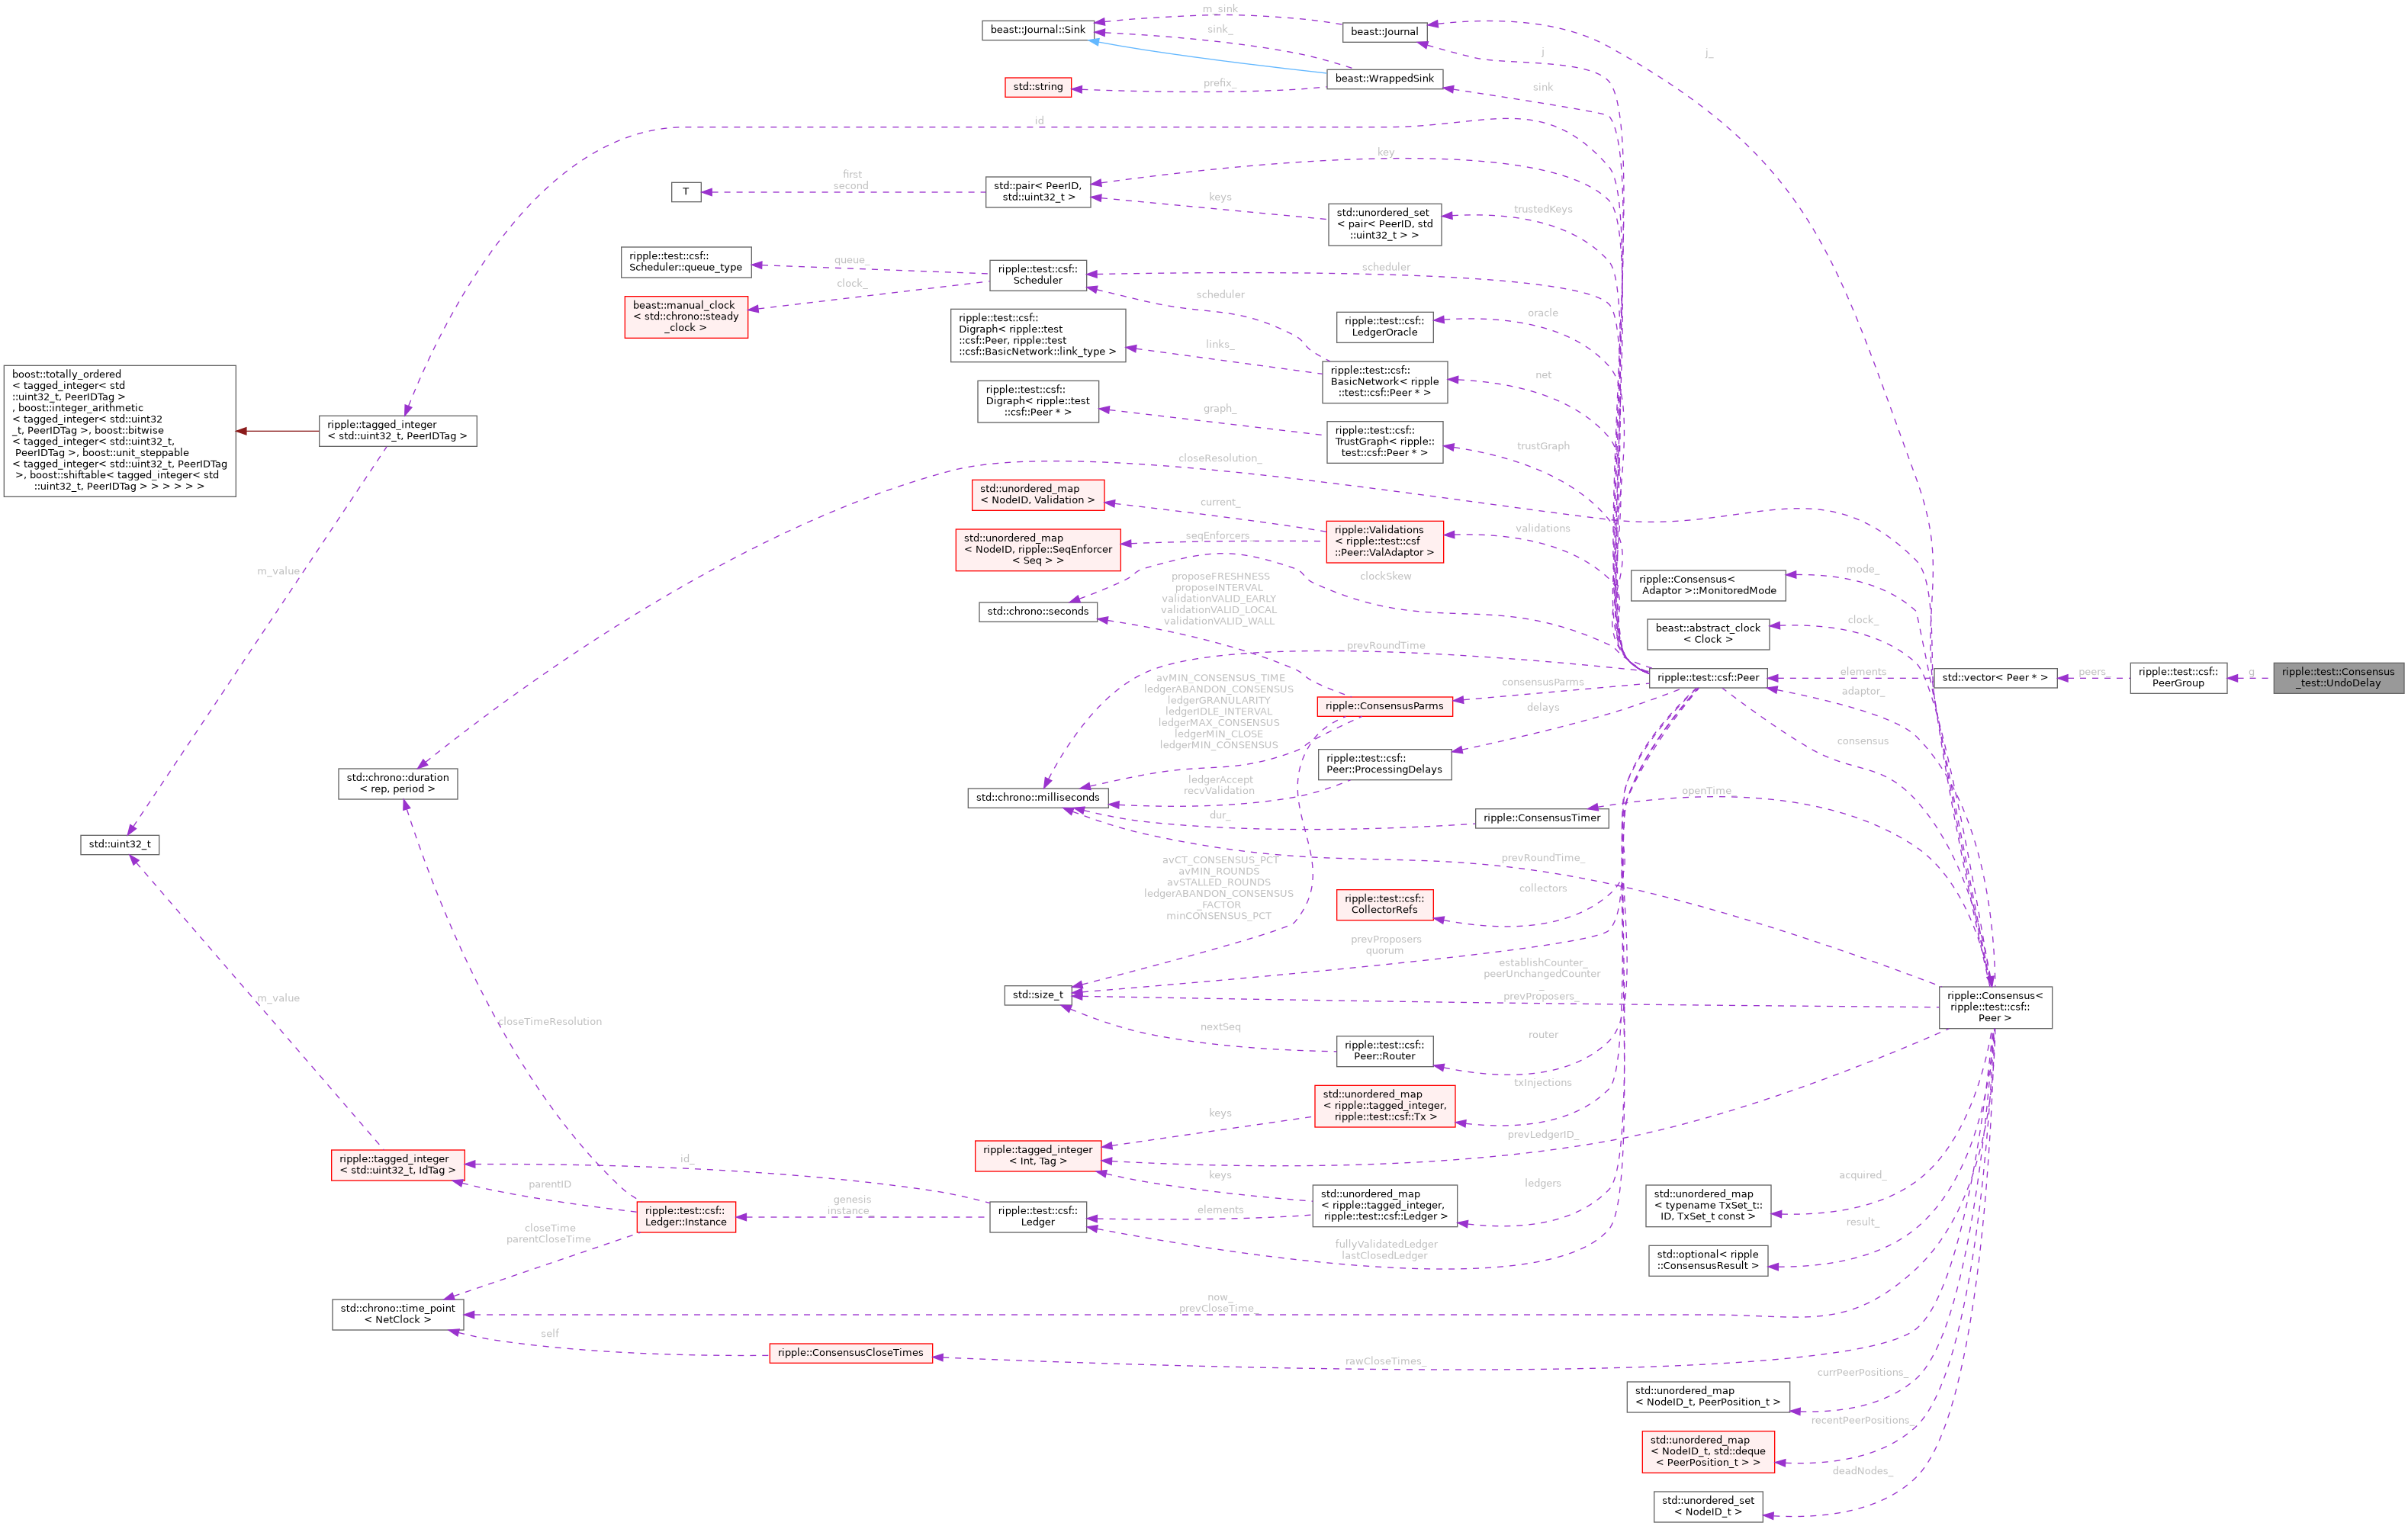 m_sink
beast::Journal::Sink
sink_
beast::Journal
j
j_
beast::WrappedSink
sink
std::string
prefix_
id
key
first
second
T
std::pair< PeerID,
std::uint32_t >
keys
std::unordered_set
< pair< PeerID, std
::uint32_t > >
trustedKeys
ripple::test::csf::
Scheduler::queue_type
queue_
ripple::test::csf::
Scheduler
scheduler
beast::manual_clock
< std::chrono::steady
_clock >
clock_
scheduler
ripple::test::csf::
Digraph< ripple::test
::csf::Peer, ripple::test
::csf::BasicNetwork::link_type >
ripple::test::csf::
LedgerOracle
oracle
links_
ripple::test::csf::
BasicNetwork< ripple
::test::csf::Peer * >
net
ripple::test::csf::
Digraph< ripple::test
::csf::Peer * >
graph_
ripple::test::csf::
TrustGraph< ripple::
test::csf::Peer * >
trustGraph
boost::totally_ordered
< tagged_integer< std
::uint32_t, PeerIDTag >
, boost::integer_arithmetic
< tagged_integer< std::uint32
_t, PeerIDTag >, boost::bitwise
< tagged_integer< std::uint32_t,
PeerIDTag >, boost::unit_steppable
< tagged_integer< std::uint32_t, PeerIDTag
>, boost::shiftable< tagged_integer< std
::uint32_t, PeerIDTag > > > > > >
ripple::tagged_integer
< std::uint32_t, PeerIDTag >
closeResolution_
std::unordered_map
< NodeID, Validation >
current_
ripple::Validations
< ripple::test::csf
::Peer::ValAdaptor >
validations
std::unordered_map
< NodeID, ripple::SeqEnforcer
< Seq > >
seqEnforcers_
m_value
clockSkew
proposeFRESHNESS
proposeINTERVAL
validationVALID_EARLY
validationVALID_LOCAL
validationVALID_WALL
std::chrono::seconds
ripple::Consensus<
Adaptor >::MonitoredMode
mode_
beast::abstract_clock
< Clock >
clock_
prevRoundTime
avMIN_CONSENSUS_TIME
ledgerABANDON_CONSENSUS
ledgerGRANULARITY
ledgerIDLE_INTERVAL
ledgerMAX_CONSENSUS
ledgerMIN_CLOSE
ledgerMIN_CONSENSUS
ripple::ConsensusParms
consensusParms
ripple::test::csf::Peer
elements
adaptor_
std::vector< Peer * >
peers
ripple::test::csf::
PeerGroup
g
ripple::test::Consensus
_test::UndoDelay
delays
ripple::test::csf::
Peer::ProcessingDelays
consensus
std::chrono::duration
< rep, period >
std::chrono::milliseconds
ledgerAccept
recvValidation
dur_
ripple::ConsensusTimer
openTime_
std::uint32_t
prevRoundTime_
avCT_CONSENSUS_PCT
avMIN_ROUNDS
avSTALLED_ROUNDS
ledgerABANDON_CONSENSUS
_FACTOR
minCONSENSUS_PCT
ripple::test::csf::
CollectorRefs
collectors
prevProposers
quorum
establishCounter_
peerUnchangedCounter
_
prevProposers_
std::size_t
ripple::Consensus<
ripple::test::csf::
Peer >
m_value
closeTimeResolution
nextSeq
ripple::test::csf::
Peer::Router
router
std::unordered_map
< ripple::tagged_integer,
ripple::test::csf::Tx >
txInjections
keys
ripple::tagged_integer
< Int, Tag >
prevLedgerID_
ripple::tagged_integer
< std::uint32_t, IdTag >
id_
parentID
keys
std::unordered_map
< ripple::tagged_integer,
ripple::test::csf::Ledger >
ledgers
acquired_
std::unordered_map
< typename TxSet_t::
ID, TxSet_t const >
ripple::test::csf::
Ledger::Instance
genesis
instance_
ripple::test::csf::
Ledger
elements
closeTime
parentCloseTime
fullyValidatedLedger
lastClosedLedger
result_
std::optional< ripple
::ConsensusResult >
std::chrono::time_point
< NetClock >
now_
prevCloseTime_
self
ripple::ConsensusCloseTimes
rawCloseTimes_
currPeerPositions_
std::unordered_map
< NodeID_t, PeerPosition_t >
recentPeerPositions_
std::unordered_map
< NodeID_t, std::deque
< PeerPosition_t > >
deadNodes_
std::unordered_set
< NodeID_t >